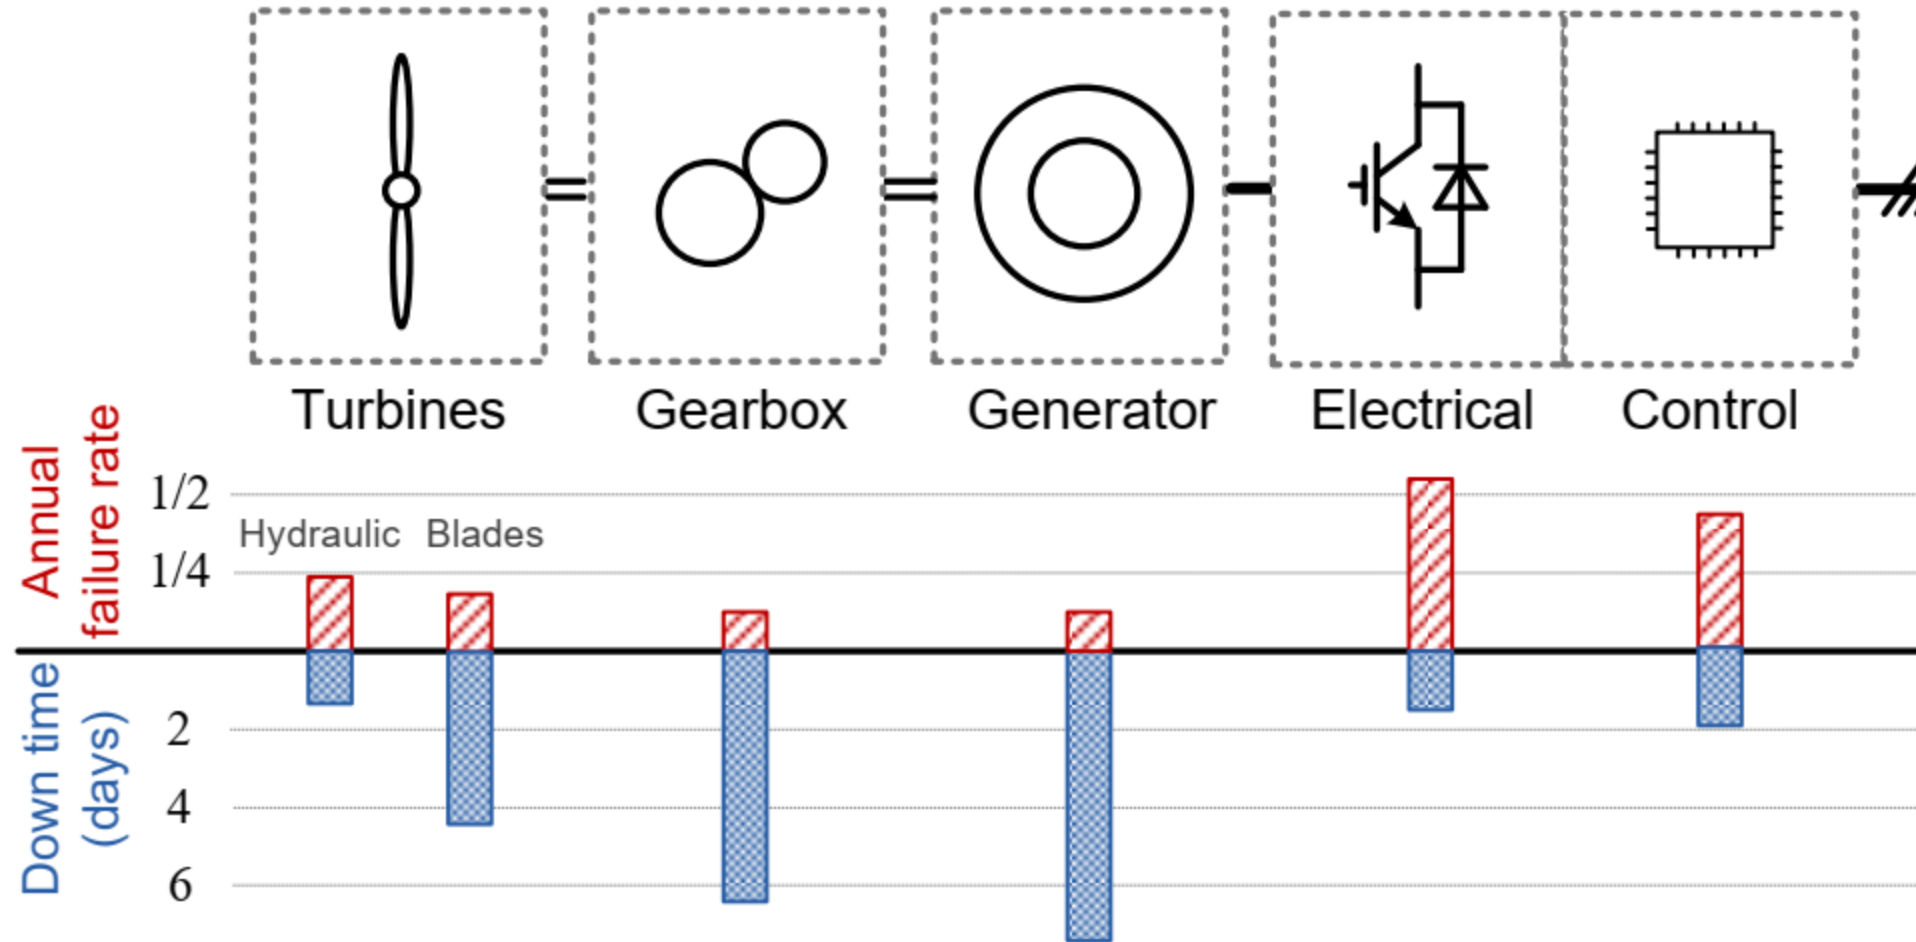 Turbines
Gearbox
Generator
Electrical
Control
Annual
failure rate
1/2
Hydraulic Blades
1/4
Down time
(days)
2
4
6